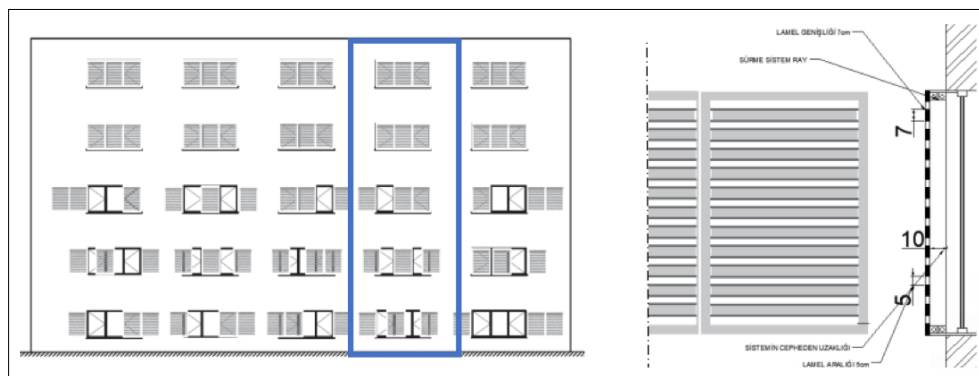 LAMEL GENİŞLİĞİ 7cm
SÜRME SİSTEM RAY
7
10
5
SİSTEMİN CEPHEDEN UZAKLIĞI
LAMEL ARALIĞI 5cm